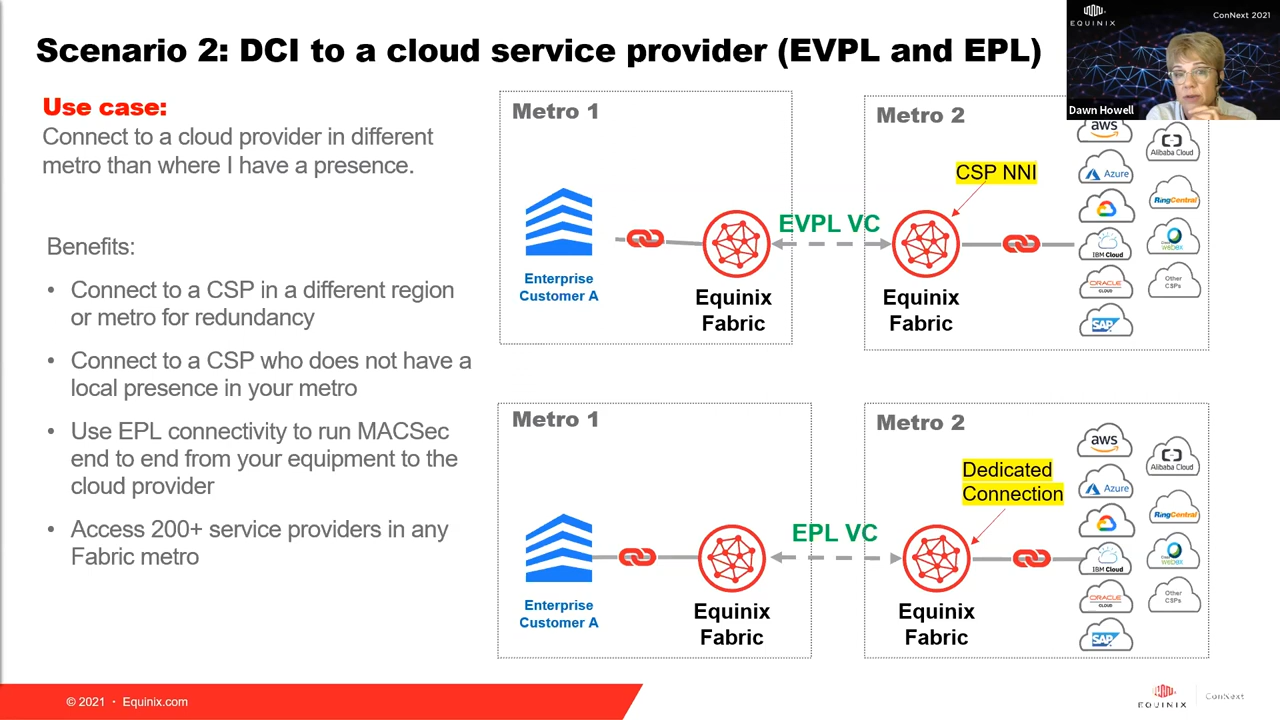 Scenario 2: DCI to a cloud service provider (EVPL and EPL)
EQUINIX
ConNext 2021
Dawn Howell
Use case:
Connect to a cloud provider in different
metro than where I have a presence.
Benefits:
• Connect to a CSP in a different region
or metro for redundancy
• Connect to a CSP who does not have a
local presence in your metro
• Use EPL connectivity to run MACSec
end to end from your equipment to the
cloud provider
• Access 200+ service providers in any
Fabric metro
Metro 1
Enterprise
Customer A
Equinix
Fabric
EVPL VC
Metro 2
CSP NNI
Equinix
Fabric
aws
Azure
IBM Cloud
ORACLE
CLOUD
SAP
Alibaba Cloud
RingCentral
webex
Other
CSPs
Metro 1
Enterprise
Customer A
Equinix
Fabric
EPL VC
Metro 2
Dedicated
Connection
Equinix
Fabric
aws
Azure
IBM Cloud
ORACLE
CLOUD
SAP
Alibaba Cloud
RingCentral
webex
Other
CSPs
© 2021 • Equinix.com
EQUINIX
ConNext